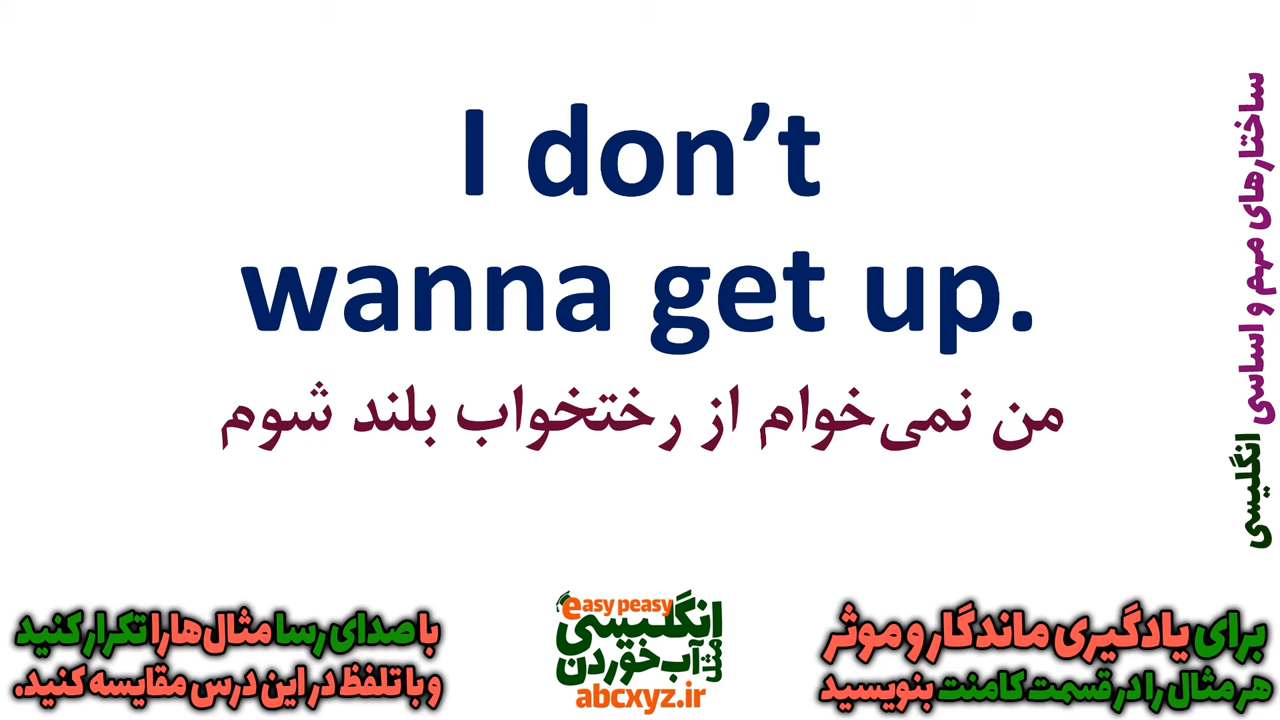 I don’t
wanna get up.
من نمی‌خوام از رختخواب بلند شوم
ساختارهای مهم و اساسی انگلیسی
برای یادگیری ماندگار و موثر
هر مثال را در قسمت کامنت بنویسید
easy peasy
انگلیسی
مثل آب خوردن
abcxyz.ir
با صدای رسا مثال‌ها را تکرار کنید
و با تلفظ در این درس مقایسه کنید.